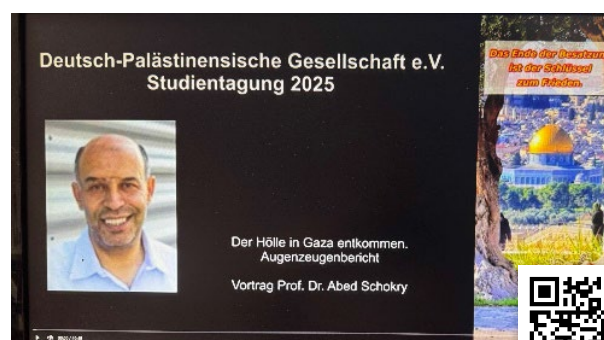 Deutsch-Palästinensische Gesellschaft e.V.
Studientagung 2025
Das Ende der Besatzung
ist der Schlüssel
zum Frieden.
Der Hölle in Gaza entkommen.
Augenzeugenbericht
Vortrag Prof. Dr. Abed Schokry